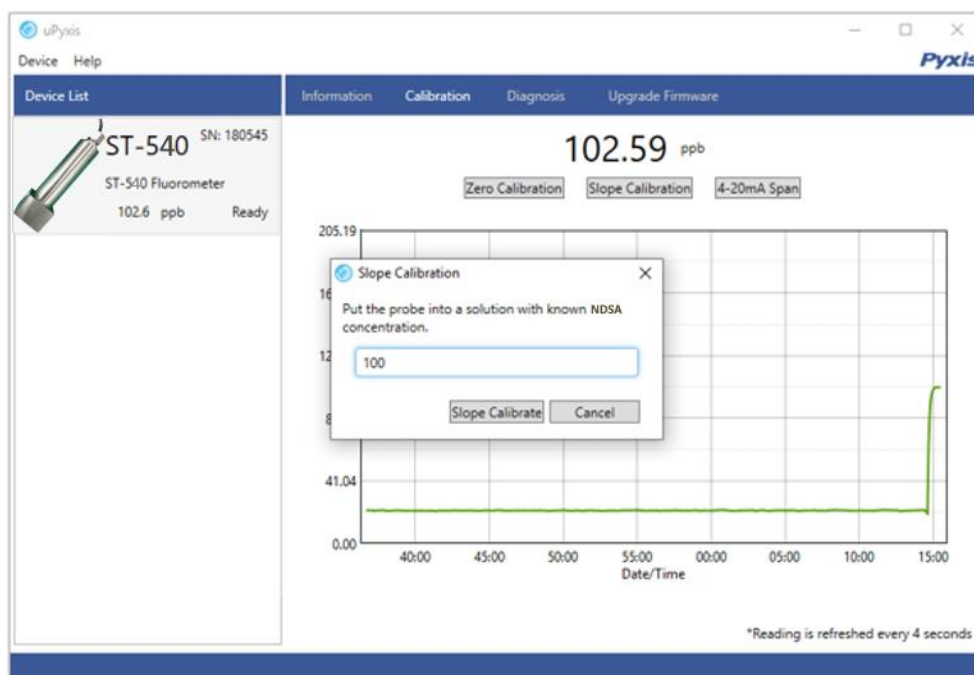 uPyxis
Device Help
Pyxis
Device List
Information Calibration Diagnosis Upgrade Firmware
ST-540 SN: 180545
ST-540 Fluorometer
102.6 ppb Ready
102.59 ppb
Zero Calibration Slope Calibration 4-20mA Span
205.19
Slope Calibration
Put the probe into a solution with known NDSA
concentration.
100
Slope Calibrate Cancel
41.04
0.00
40:00 45:00 50:00 55:00 00:00 05:00 10:00 15:00
Date/Time
*Reading is refreshed every 4 seconds